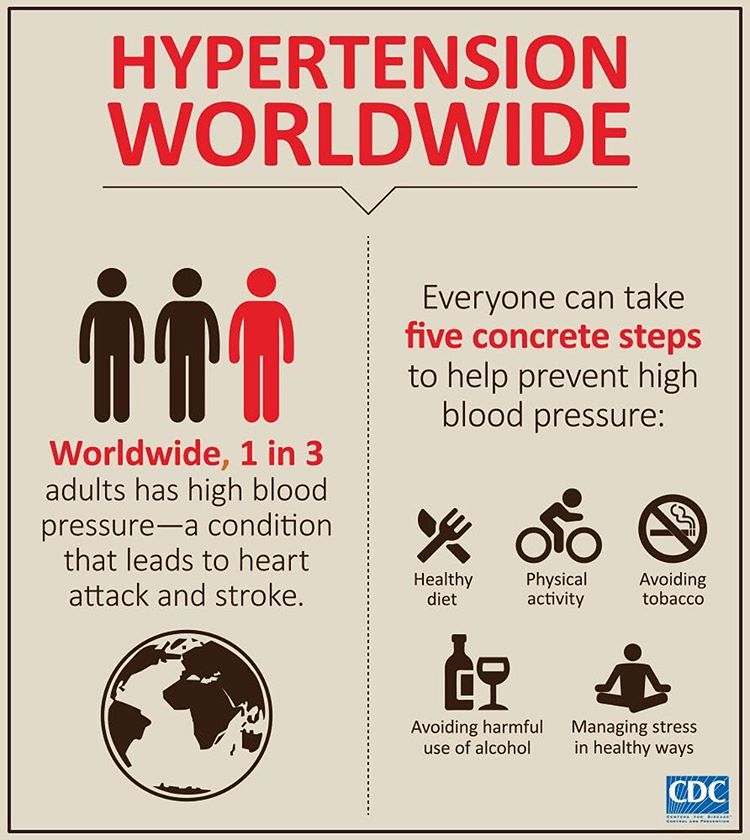 HYPERTENSION
WORLDWIDE
Worldwide, 1 in 3
adults has high blood
pressure—a condition
that leads to heart
attack and stroke.
Everyone can take
five concrete steps
to help prevent high
blood pressure:
Healthy
diet
Physical
activity
Avoiding
tobacco
Avoiding harmful
use of alcohol
Managing stress
in healthy ways
CDC
CENTERS FOR DISEASE
CONTROL AND PREVENTION